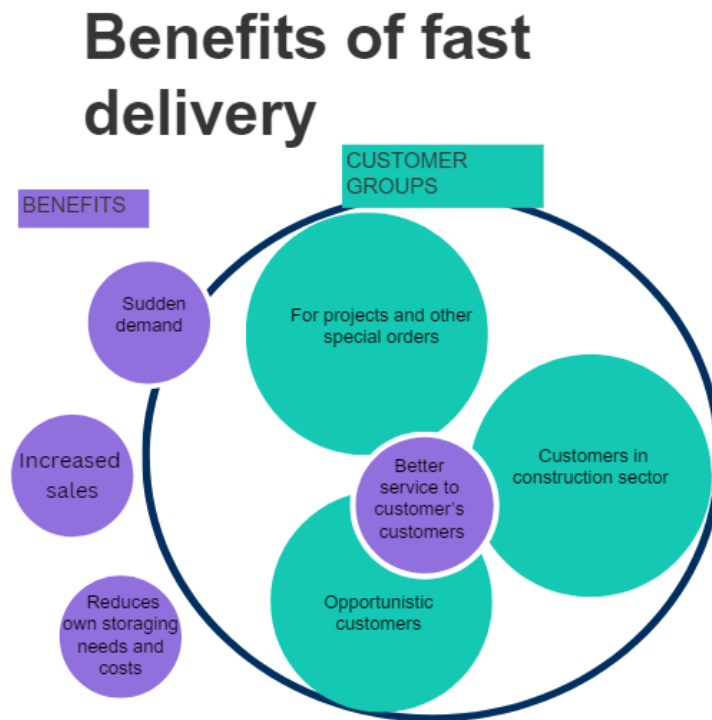 Benefits of fast
delivery
CUSTOMER
GROUPS
BENEFITS
Sudden
demand
For projects and other
special orders
Increased
sales
Better
service to
customer's
customers
Customers in
construction sector
Reduces
own storaging
needs and
costs
Opportunistic
customers